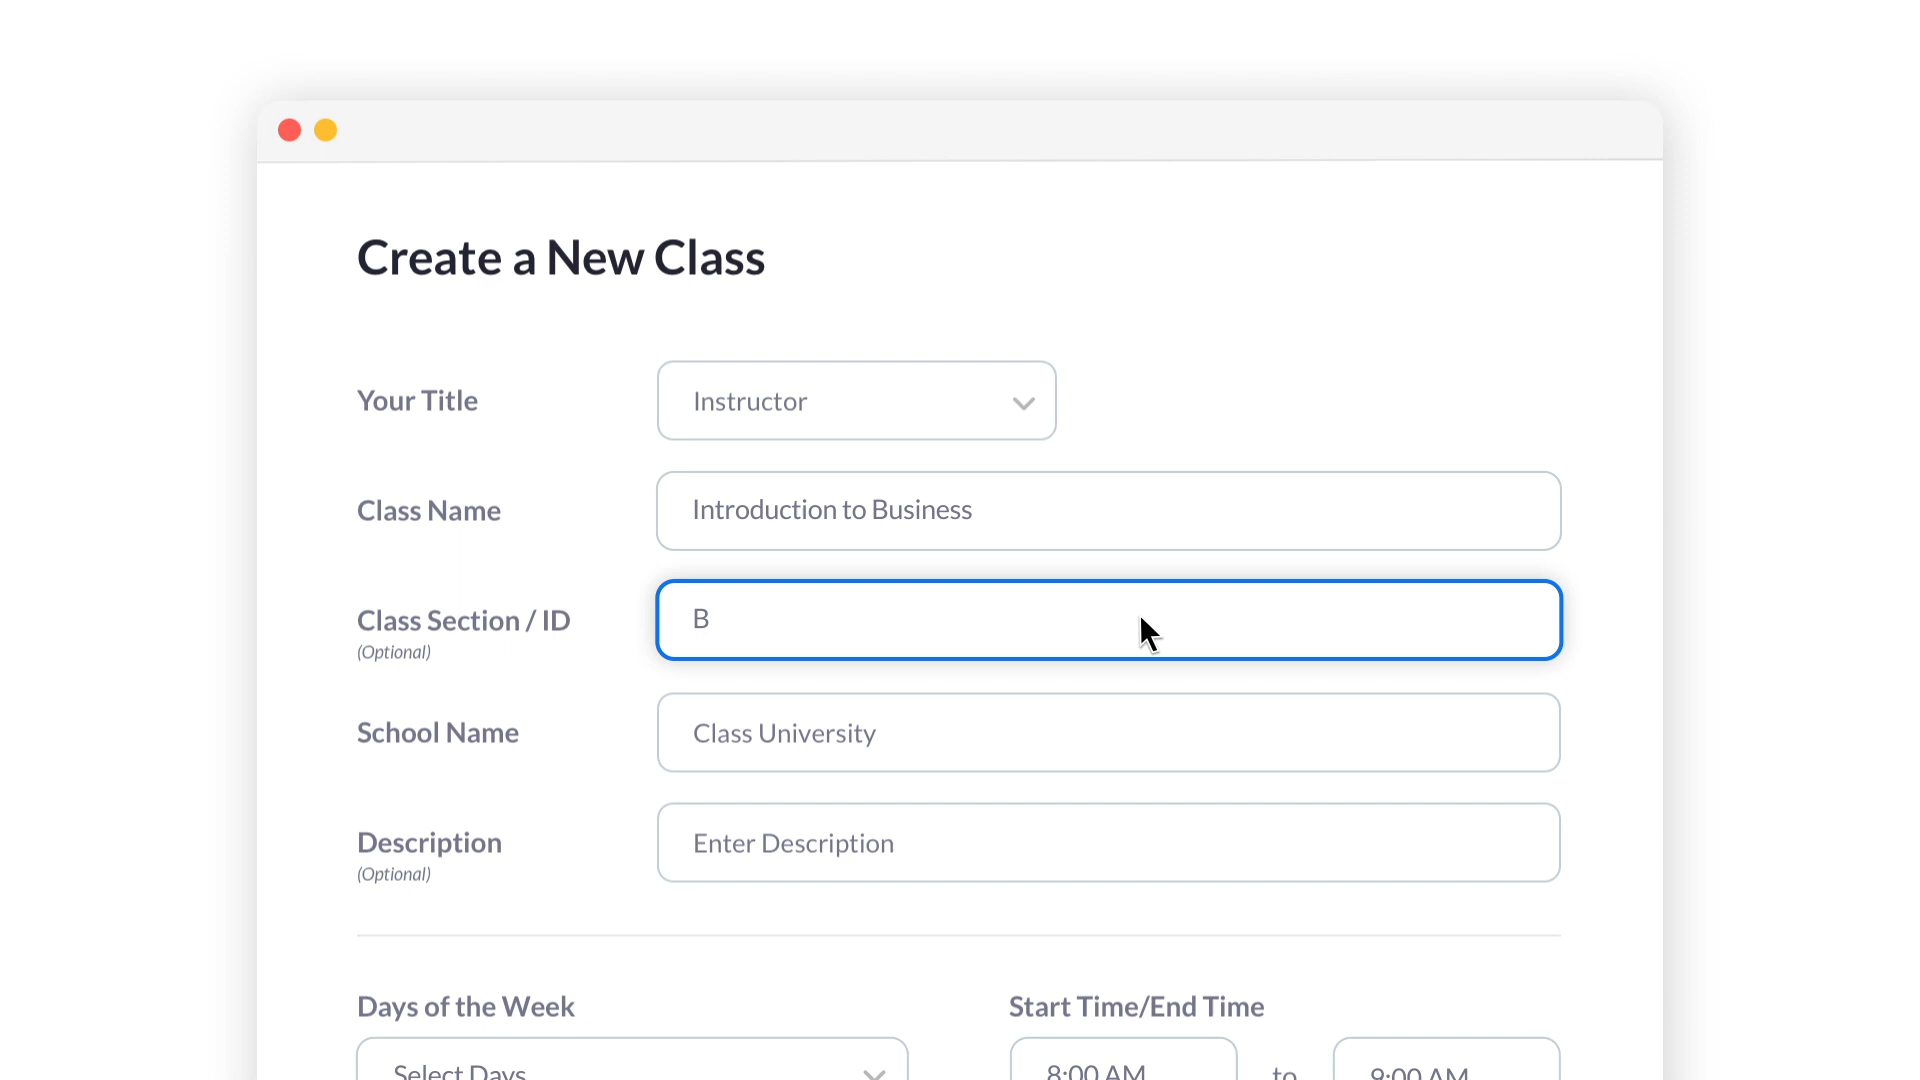 Create a New Class
Your Title
Instructor
Class Name
Introduction to Business
Class Section / ID
(Optional)
B
School Name
Class University
Description
(Optional)
Enter Description
Days of the Week
Start Time/End Time
Select Days
8:00 AM to 9:00 AM